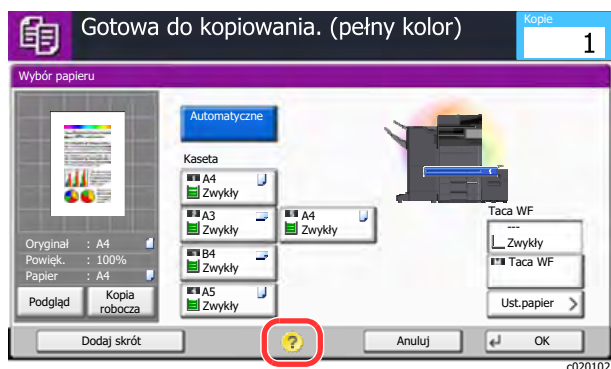 Gotowa do kopiowania. (pełny kolor)
Kopie
1
Wybór papieru
Automatyczne
Kaseta
A4
Zwykły
A3
Zwykły
A4
Zwykły
B4
Zwykły
A5
Zwykły
Taca WF
---
Zwykły
Taca WF
Ust.papier
Oryginał : A4
Powięk. : 100%
Papier : A4
Podgląd
Kopia
robocza
Dodaj skrót
?
Anuluj
OK
c020102